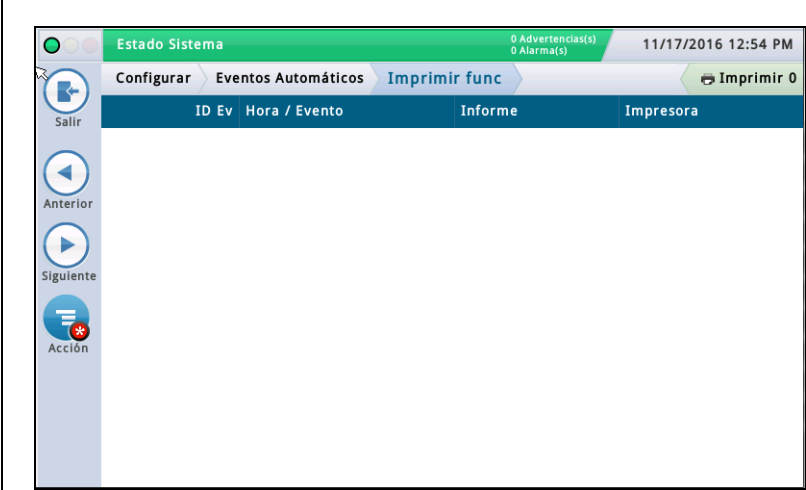 Estado Sistema
0 Advertencias(s)
0 Alarma(s)
11/17/2016 12:54 PM
Salir
Configurar
Eventos Automáticos
Imprimir func
Imprimir 0
ID Ev
Hora / Evento
Informe
Impresora
Anterior
Siguiente
Acción